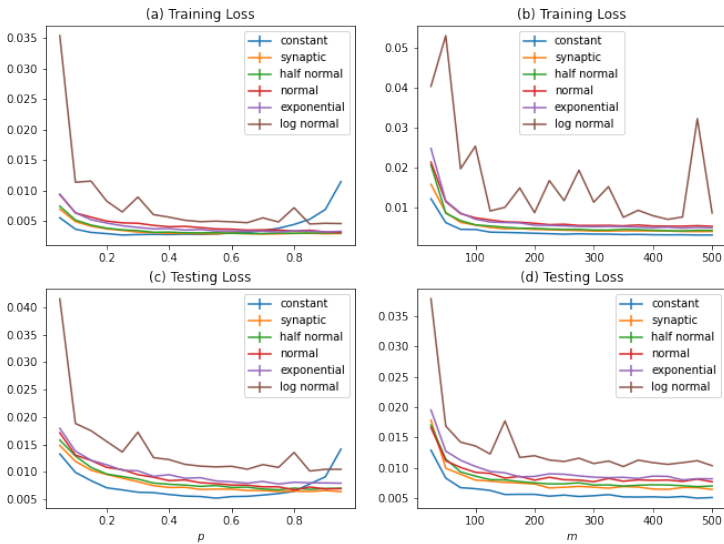 (a) Training Loss
0.035
0.030
0.025
0.020
0.015
0.010
0.005
0.2
0.4
0.6
0.8
constant
synaptic
half normal
normal
exponential
log normal
(b) Training Loss
0.05
0.04
0.03
0.02
0.01
100
200
300
400
500
constant
synaptic
half normal
normal
exponential
log normal
(c) Testing Loss
0.040
0.035
0.030
0.025
0.020
0.015
0.010
0.005
0.2
0.4
0.6
0.8
p
constant
synaptic
half normal
normal
exponential
log normal
(d) Testing Loss
0.035
0.030
0.025
0.020
0.015
0.010
0.005
100
200
300
400
500
m
constant
synaptic
half normal
normal
exponential
log normal